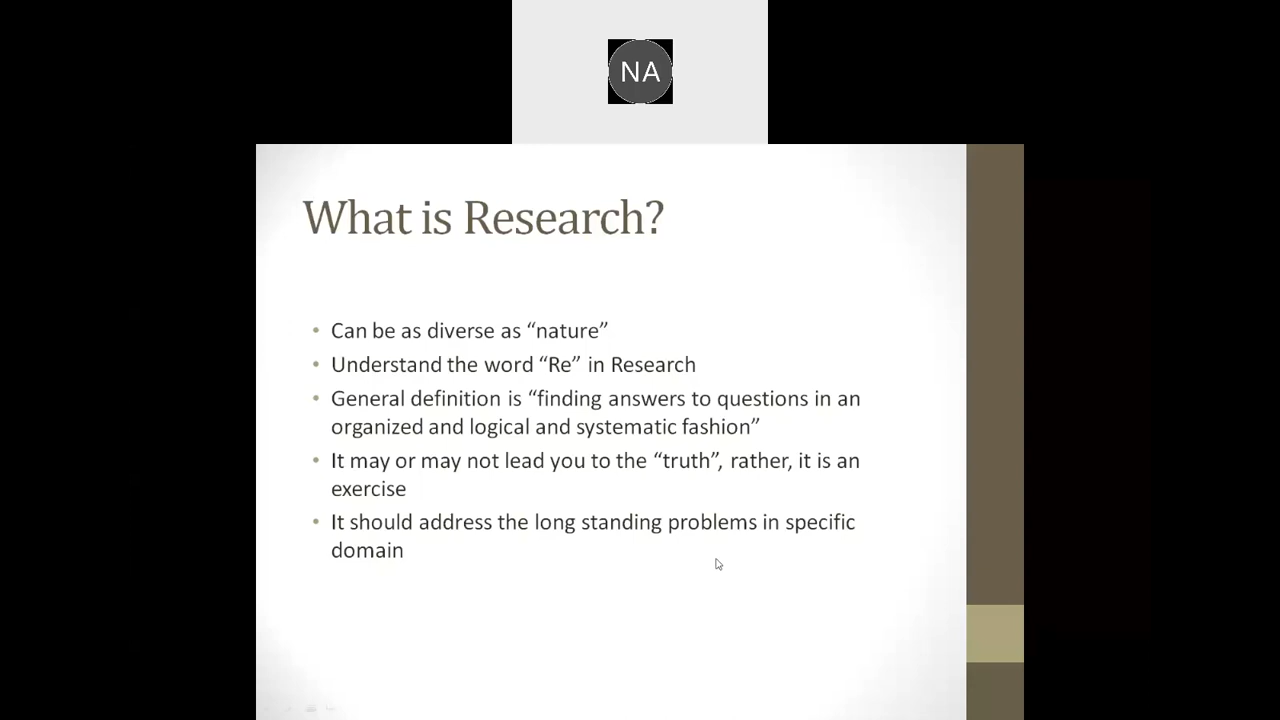 NA
What is Research?
• Can be as diverse as “nature”
• Understand the word “Re” in Research
• General definition is “finding answers to questions in an
organized and logical and systematic fashion”
• It may or may not lead you to the “truth”, rather, it is an
exercise
• It should address the long standing problems in specific
domain